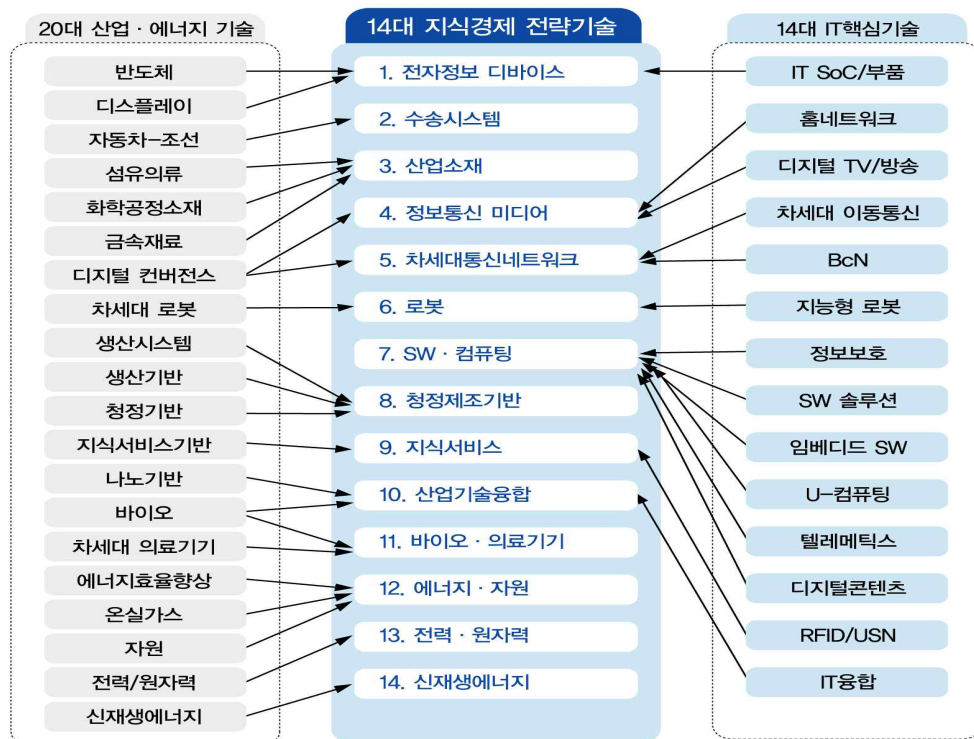 20대 산업 · 에너지 기술
반도체
디스플레이
자동차-조선
섬유의류
화학공정소재
금속재료
디지털 컨버전스
차세대 로봇
생산시스템
생산기반
청정기반
지식서비스기반
나노기반
바이오
차세대 의료기기
에너지효율향상
온실가스
자원
전력/원자력
신재생에너지
14대 지식경제 전략기술
1. 전자정보 디바이스
2. 수송시스템
3. 산업소재
4. 정보통신 미디어
5. 차세대통신네트워크
6. 로봇
7. SW · 컴퓨팅
8. 청정제조기반
9. 지식서비스
10. 산업기술융합
11. 바이오 · 의료기기
12. 에너지 · 자원
13. 전력 · 원자력
14. 신재생에너지
14대 IT핵심기술
IT SoC/부품
홈네트워크
디지털 TV/방송
차세대 이동통신
BcN
지능형 로봇
정보보호
SW 솔루션
임베디드 SW
U-컴퓨팅
텔레메틱스
디지털콘텐츠
RFID/USN
IT융합